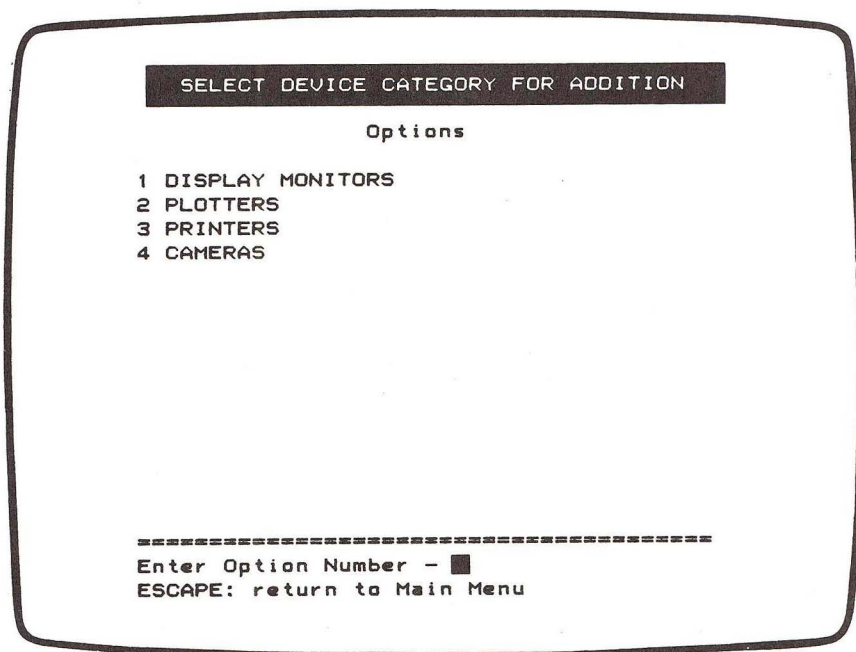 SELECT DEVICE CATEGORY FOR ADDITION
Options
1 DISPLAY MONITORS
2 PLOTTERS
3 PRINTERS
4 CAMERAS
========================================
Enter Option Number -
ESCAPE: return to Main Menu